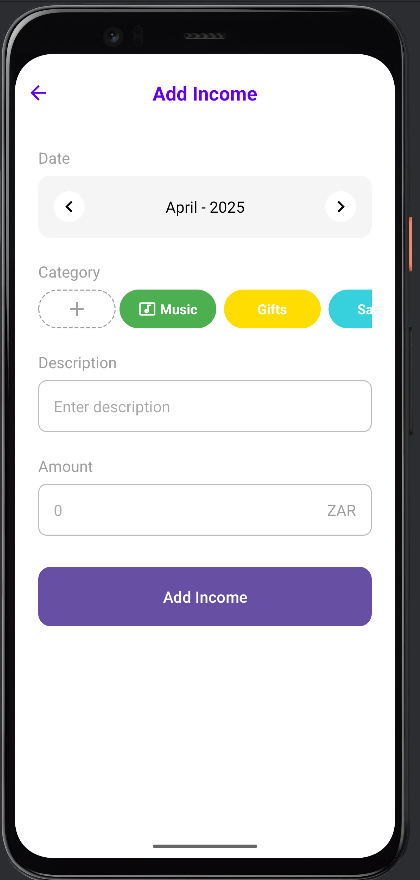 Add Income
Date
April - 2025
Category
Music Gifts Sa
Description
Enter description
Amount
0 ZAR
Add Income